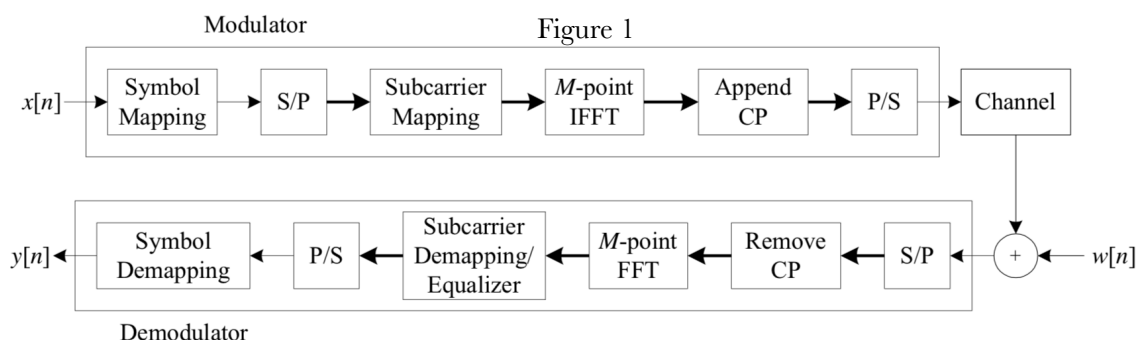 Modulator
Figure 1
x[n]
Symbol
Mapping
S/P
Subcarrier
Mapping
M-point
IFFT
Append
CP
P/S
Channel
y[n]
Symbol
Demapping
P/S
Subcarrier
Demapping/
Equalizer
M-point
FFT
Remove
CP
S/P
+
w[n]
Demodulator